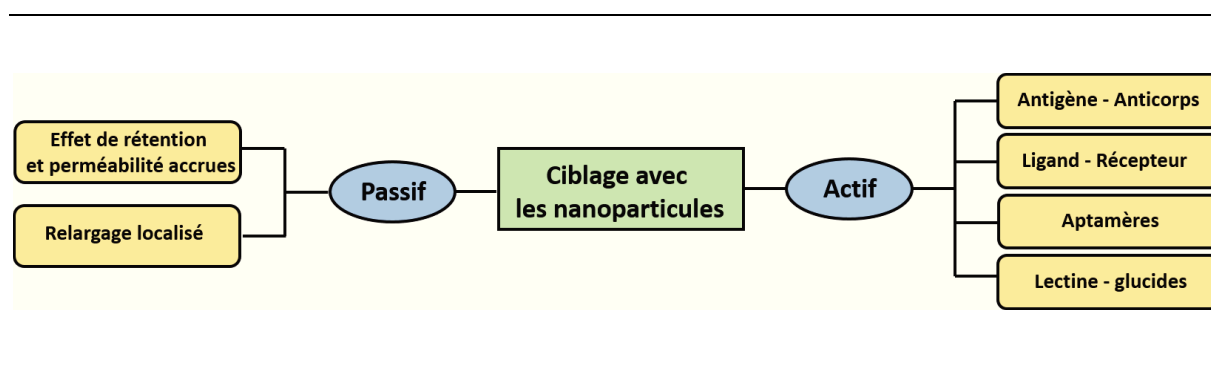 Effet de rétention
et perméabilité accrues
Relargage localisé
Passif
Ciblage avec
les nanoparticules
Actif
Antigène - Anticorps
Ligand - Récepteur
Aptamères
Lectine - glucides